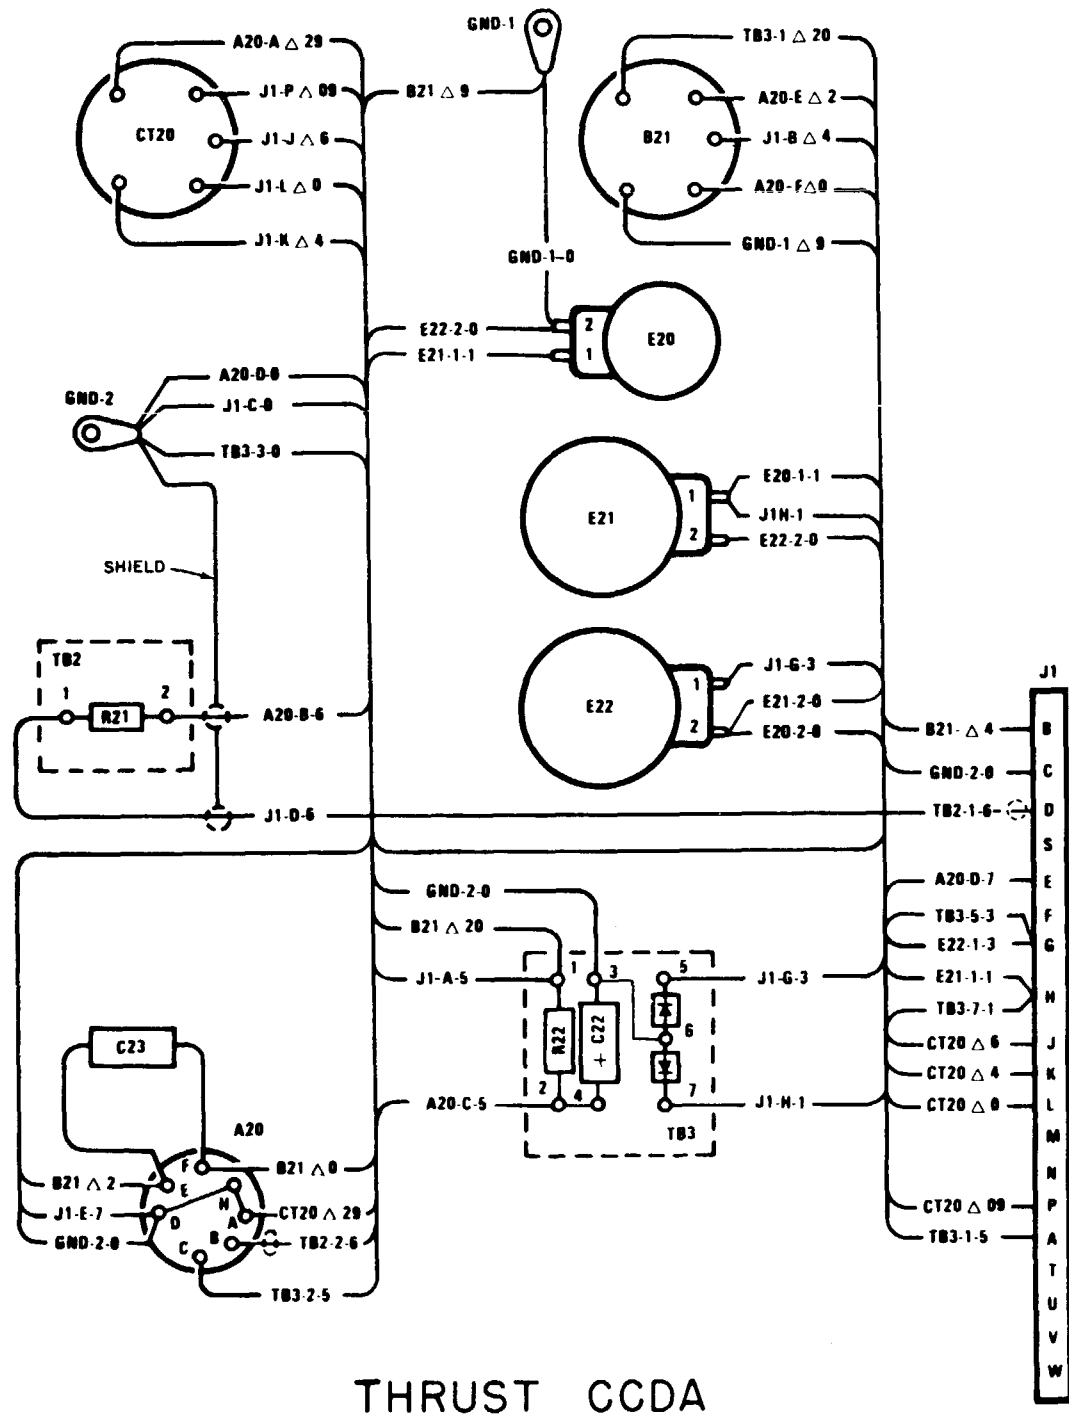 GND-1
A20-A △ 29
J1-P △ 09
CT20
J1-J △ 6
J1-L △ 0
J1-K △ 4
B21 △ 9
TB3-1 △ 20
A20-E △ 2
B21
J1-B △ 4
A20-F△0
GND-1 △ 9
GND-1-0
E22-2-0
E21-1-1
2
1
E20
GND-2
A20-D-0
J1-C-0
TB3-3-0
SHIELD
E21
1
2
E20-1-1
J1H-1
E22-2-0
TB2
1
R21
2
A20-B-6
J1-D-6
E22
1
2
J1-G-3
E21-2-0
E20-2-0
J1
B21- △ 4 B
GND-2-0 C
TB2-1-6 D
S
A20-D-7 E
TB3-5-3 F
E22-1-3 G
E21-1-1
H
TB3-7-1
CT20 △ 6 J
CT20 △ 4 K
CT20 △ 0 L
M
N
CT20 △ 09 P
TB3-1-5 A
T
U
V
W
GND-2-0
B21 △ 20
J1-A-5
1
3
5
J1-G-3
R22
+ C22
6
2
4
7
A20-C-5
J1-H-1
TB3
C23
A20
F
B21 △ 0
B21 △ 2
E
H
J1-E-7
D
A
CT20 △ 29
GND-2-0
C
B
TB2-2-6
TB3-2-5
THRUST CCDA